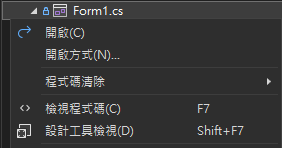 Form1.cs
開啟(C)
開啟方式(N)...
程式碼清除
檢視程式碼(C) F7
設計工具檢視(D) Shift+F7